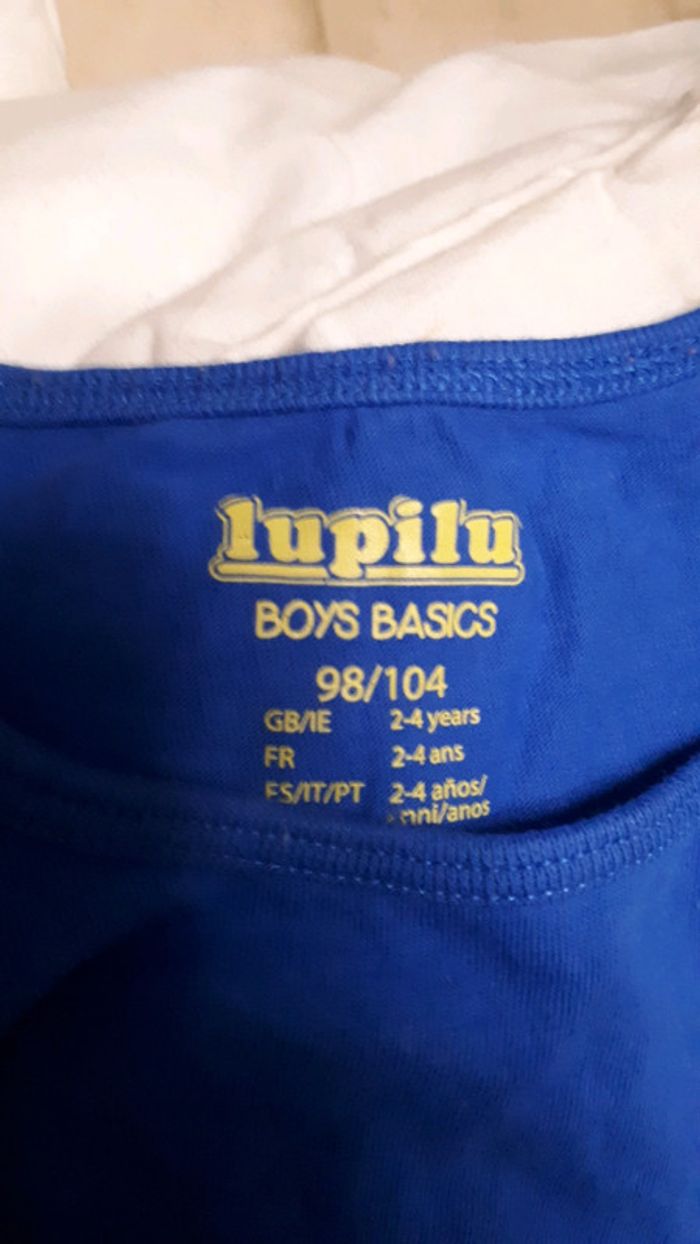 lupilu
BOYS BASICS
98/104
GB/IE 2-4 years
FR 2-4 ans
ES/IT/PT 2-4 años/
anni/anos